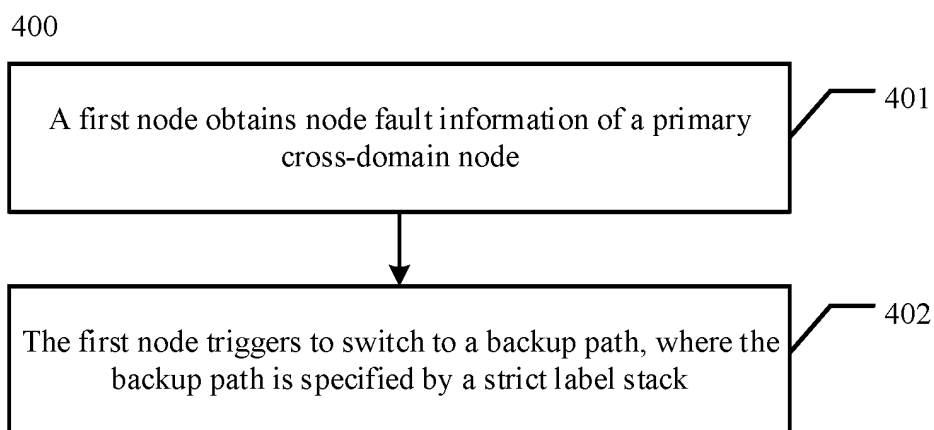 400
A first node obtains node fault information of a primary
cross-domain node
401
The first node triggers to switch to a backup path, where the
backup path is specified by a strict label stack
402